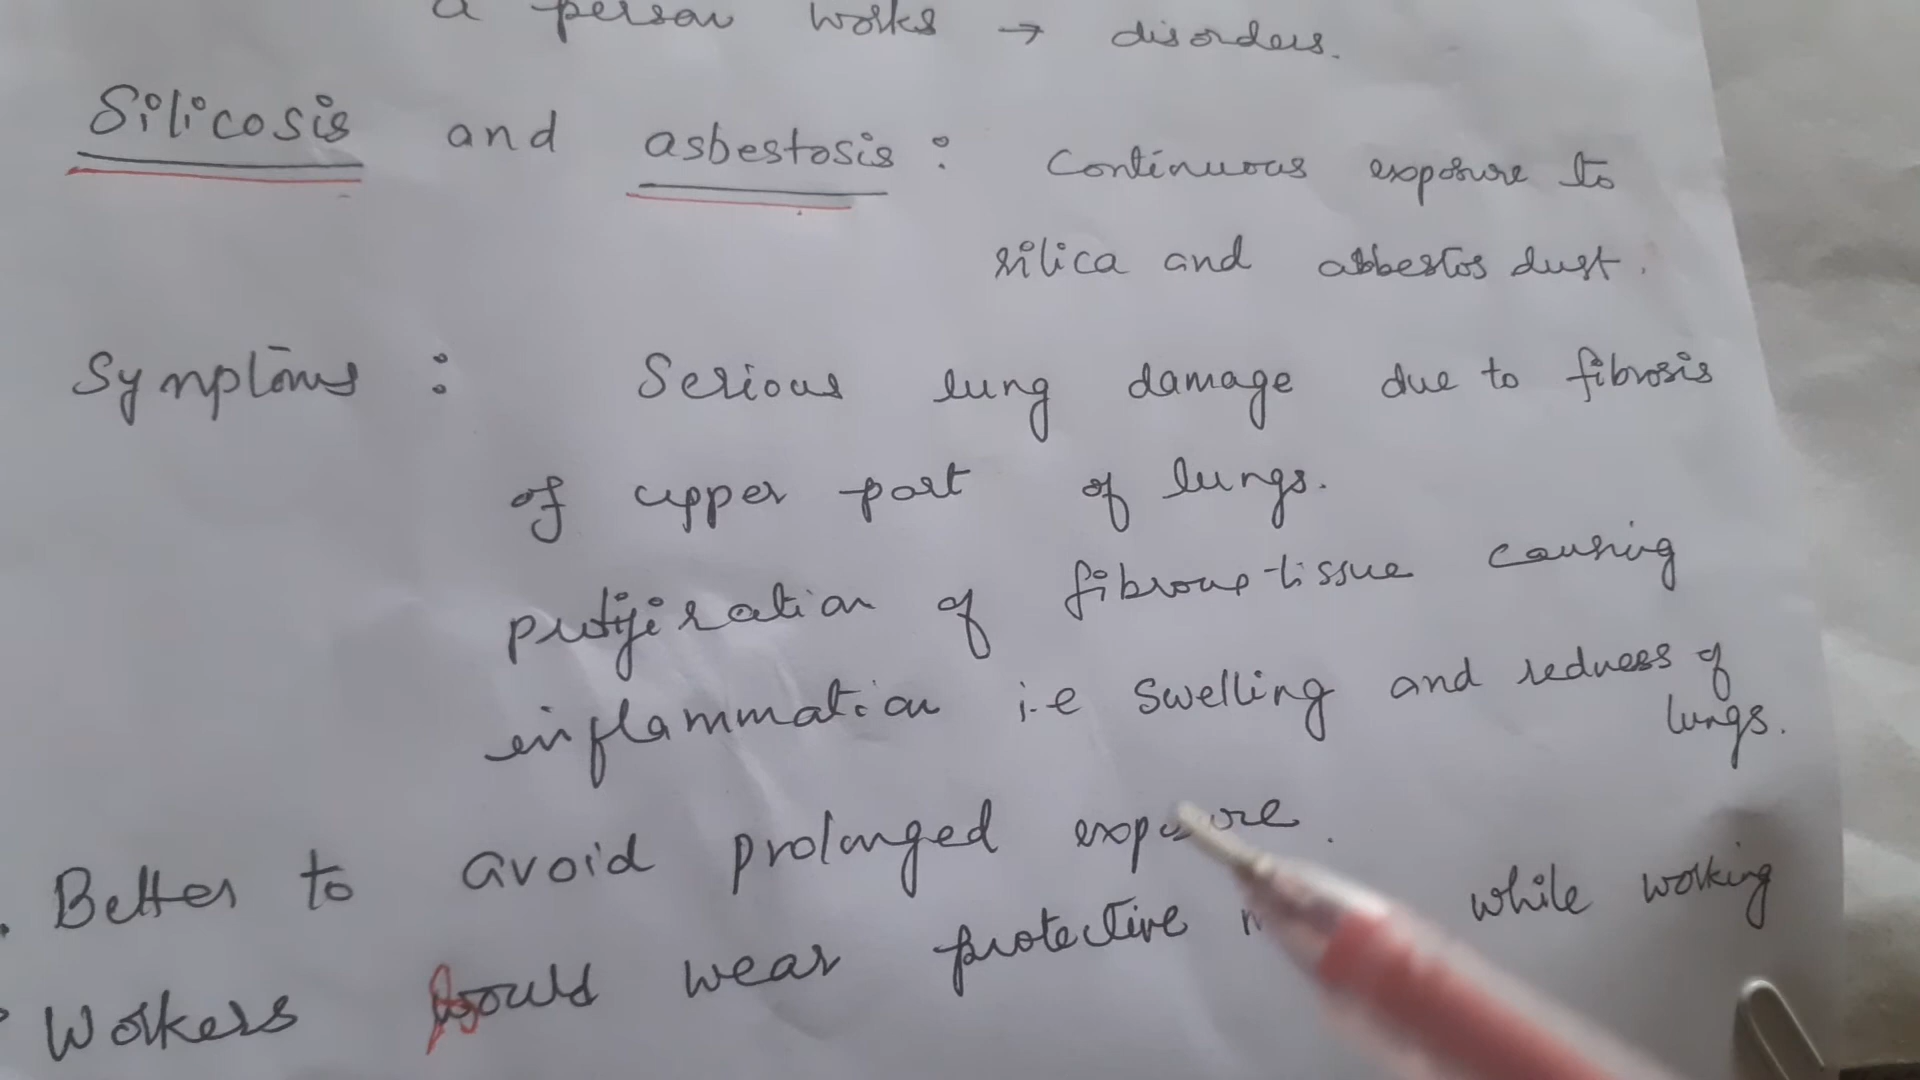 a person works → disorders.
Silicosis and asbestosis : Continuous exposure to
silica and asbestos dust.
Symptoms : Serious lung damage due to fibrosis
of upper part of lungs.
of fibrous tissue causing
inflammation i.e swelling and redness of
lungs.
Better to avoid prolonged exposure.
Workers wear protective while working